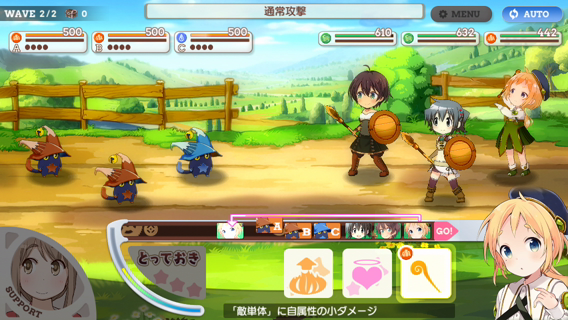 WAVE 2/2
0
通常攻撃
MENU
AUTO
500
A
500
B
500
C
610
632
442
A
B
C
GO!
とっておき
SUPPORT
「敵単体」に自属性の小ダメージ